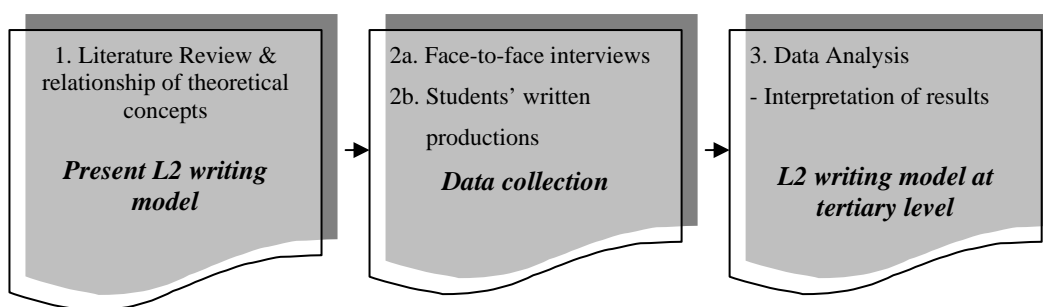 1. Literature Review &
relationship of theoretical
concepts
Present L2 writing
model
2a. Face-to-face interviews
2b. Students’ written
productions
Data collection
3. Data Analysis
- Interpretation of results
L2 writing model at
tertiary level